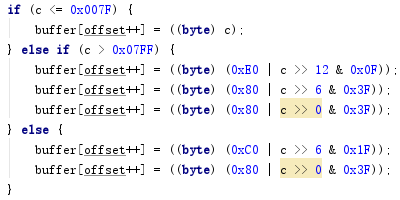 if (c <= 0x007F) {
    buffer[offset++] = ((byte) c);
} else if (c > 0x07FF) {
    buffer[offset++] = ((byte) (0xE0 | c >> 12 & 0x0F));
    buffer[offset++] = ((byte) (0x80 | c >> 6 & 0x3F));
    buffer[offset++] = ((byte) (0x80 | c >> 0 & 0x3F));
} else {
    buffer[offset++] = ((byte) (0xC0 | c >> 6 & 0x1F));
    buffer[offset++] = ((byte) (0x80 | c >> 0 & 0x3F));
}